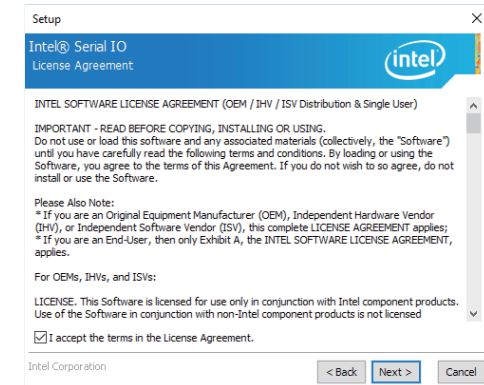 Setup
Intel® Serial IO
License Agreement
intel
INTEL SOFTWARE LICENSE AGREEMENT (OEM / IHV / ISV Distribution & Single User)
IMPORTANT - READ BEFORE COPYING, INSTALLING OR USING.
Do not use or load this software and any associated materials (collectively, the "Software")
until you have carefully read the following terms and conditions. By loading or using the
Software, you agree to the terms of this Agreement. If you do not wish to so agree, do not
install or use the Software.
Please Also Note:
* If you are an Original Equipment Manufacturer (OEM), Independent Hardware Vendor
(IHV), or Independent Software Vendor (ISV), this complete LICENSE AGREEMENT applies;
* If you are an End-User, then only Exhibit A, the INTEL SOFTWARE LICENSE AGREEMENT,
applies.
For OEMs, IHVs, and ISVs:
LICENSE. This Software is licensed for use only in conjunction with Intel component products.
Use of the Software in conjunction with non-Intel component products is not licensed
I accept the terms in the License Agreement.
Intel Corporation
< Back Next > Cancel